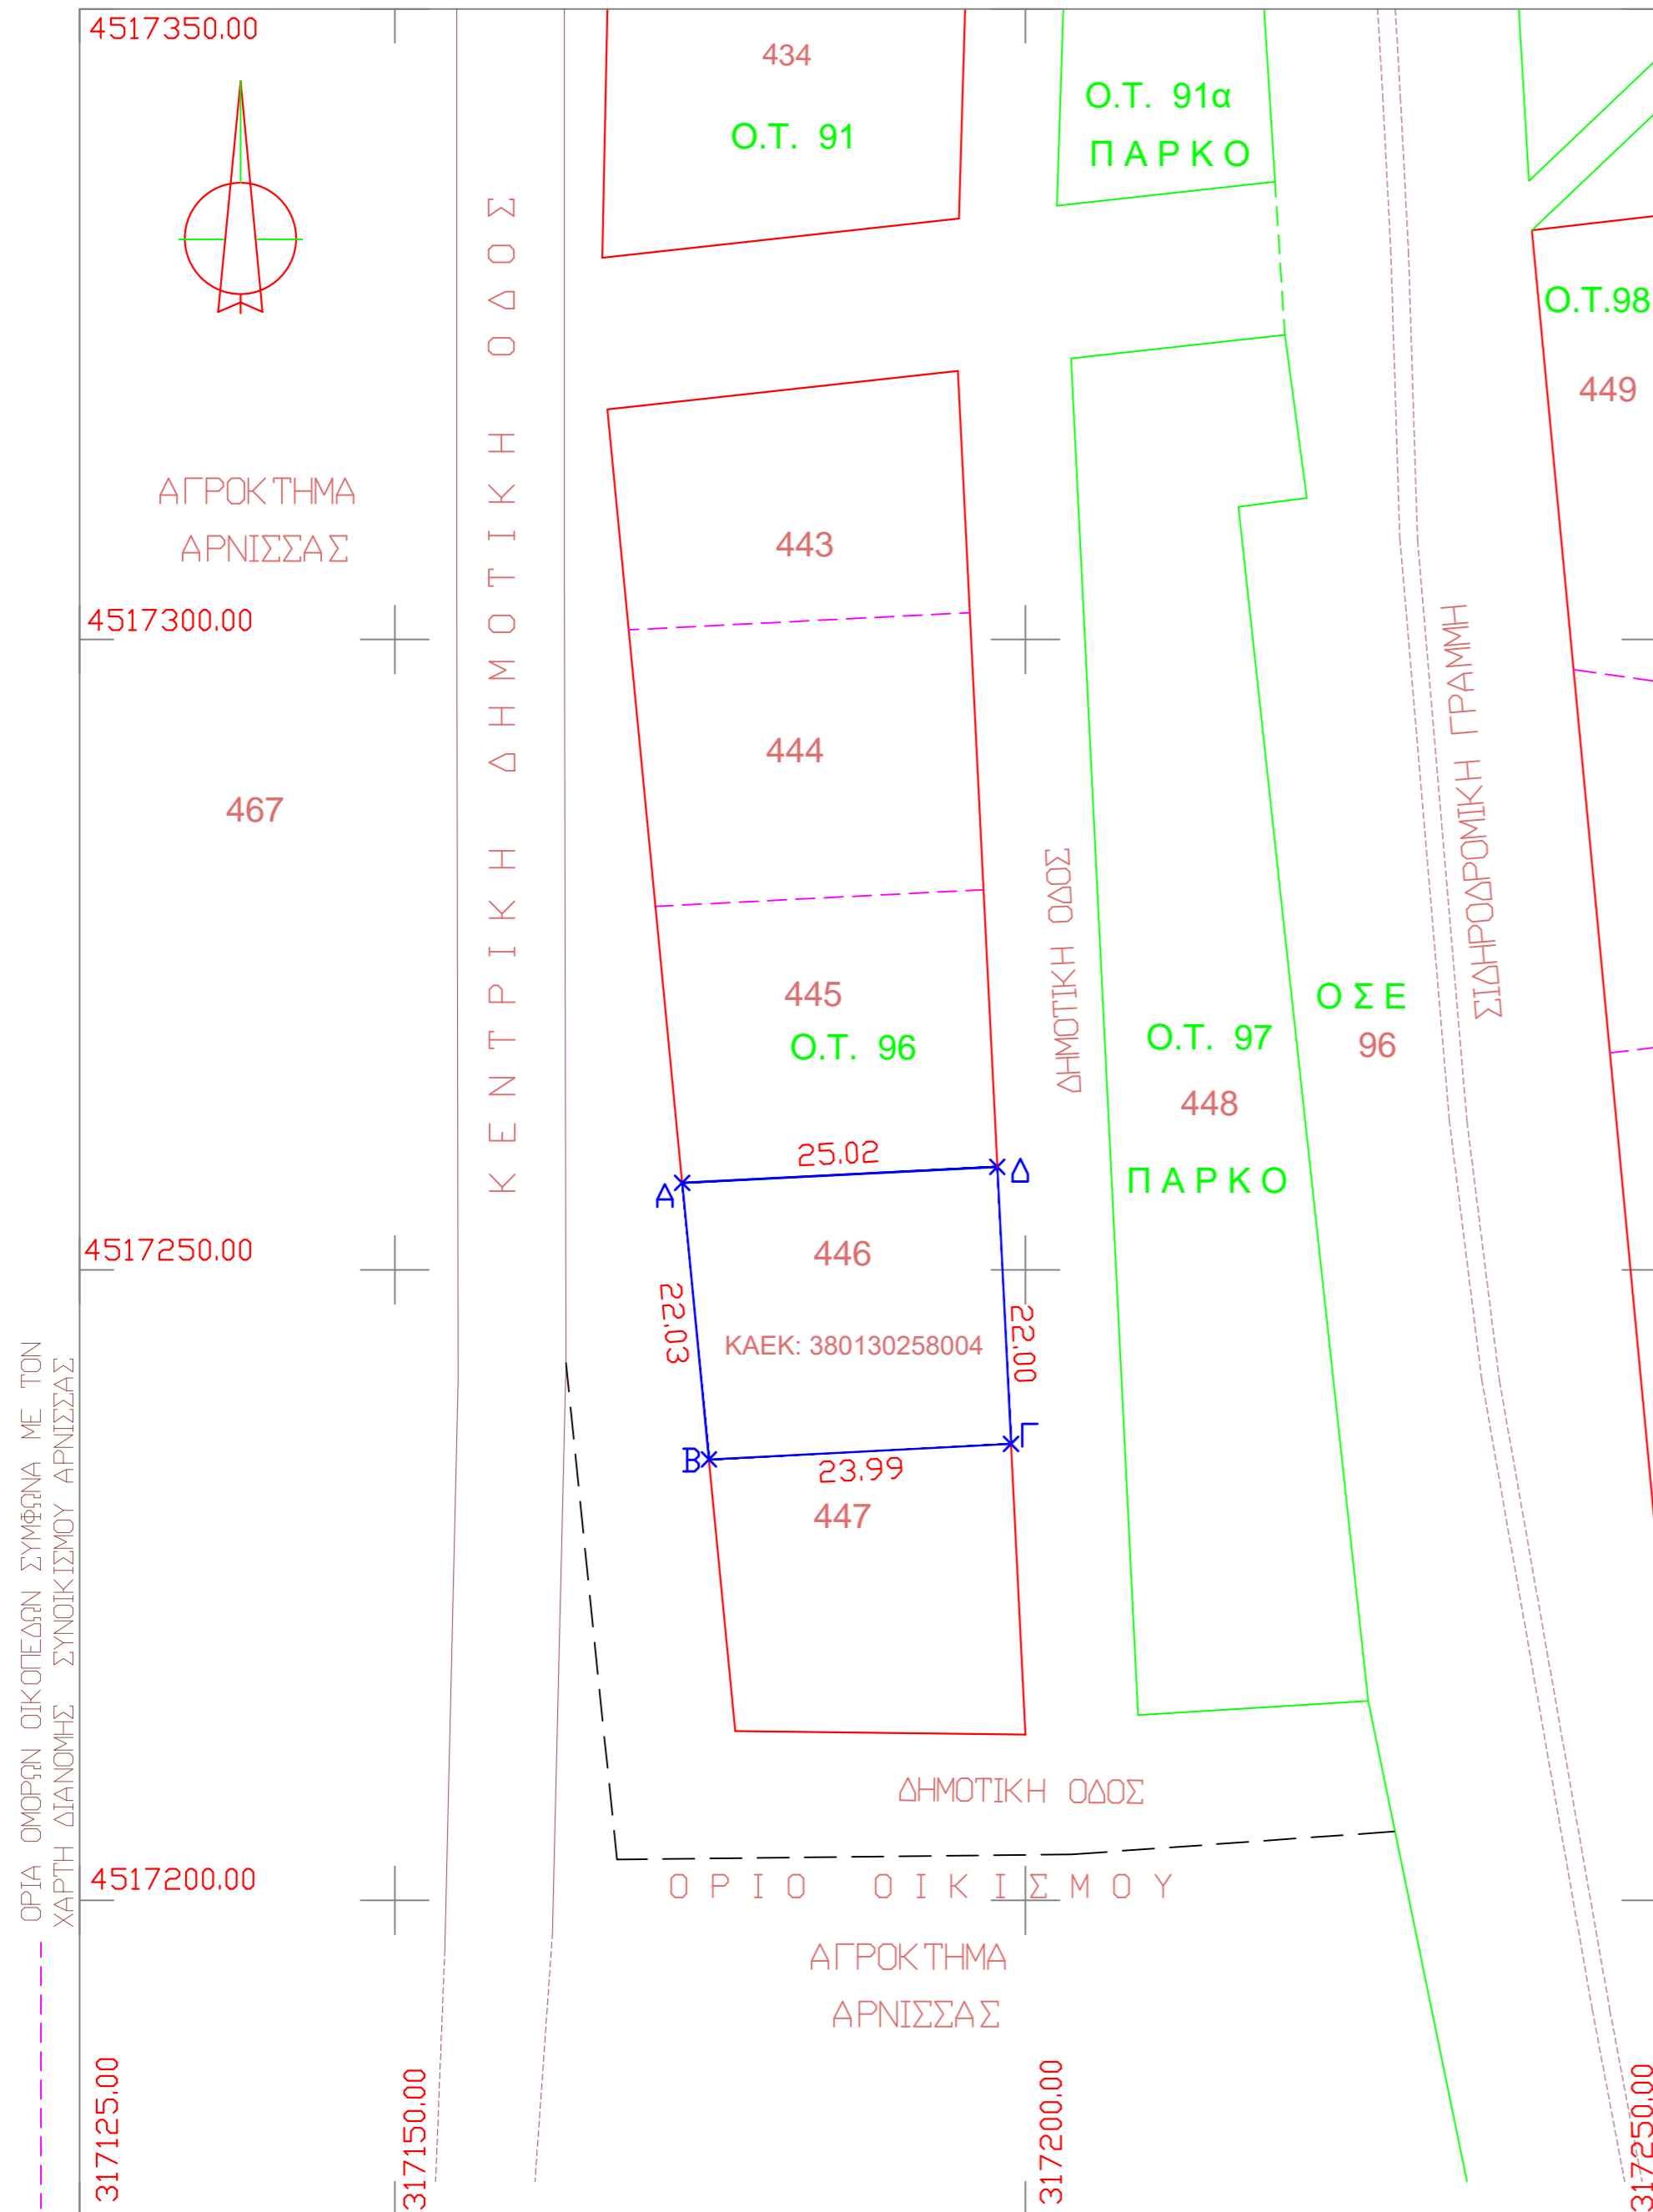 4517350.00
434
Ο.Τ. 91
Ο.Τ. 91α
ΠΑΡΚΟ
Ο.Τ.98
449
ΚΕΝΤΡΙΚΗ ΔΗΜΟΤΙΚΗ ΟΔΟΣ
ΑΓΡΟΚΤΗΜΑ
ΑΡΝΙΣΣΑΣ
443
4517300.00
ΣΙΔΗΡΟΔΡΟΜΙΚΗ ΓΡΑΜΜΗ
444
467
ΔΗΜΟΤΙΚΗ ΟΔΟΣ
445
Ο.Τ. 96
Ο.Τ. 97
448
ΠΑΡΚΟ
ΟΣΕ
96
25.02
Α
Δ
4517250.00
446
22.03
ΚΑΕΚ: 380130258004
22.00
Β
Γ
23.99
447
ΟΡΙΑ ΟΜΟΡΩΝ ΟΙΚΟΠΕΔΩΝ ΣΥΜΦΩΝΑ ΜΕ ΤΟΝ
ΧΑΡΤΗ ΔΙΑΝΟΜΗΣ ΣΥΝΟΙΚΙΣΜΟΥ ΑΡΝΙΣΣΑΣ
ΔΗΜΟΤΙΚΗ ΟΔΟΣ
4517200.00
ΟΡΙΟ ΟΙΚΙΣΜΟΥ
ΑΓΡΟΚΤΗΜΑ
ΑΡΝΙΣΣΑΣ
317125.00
317150.00
317200.00
317250.00